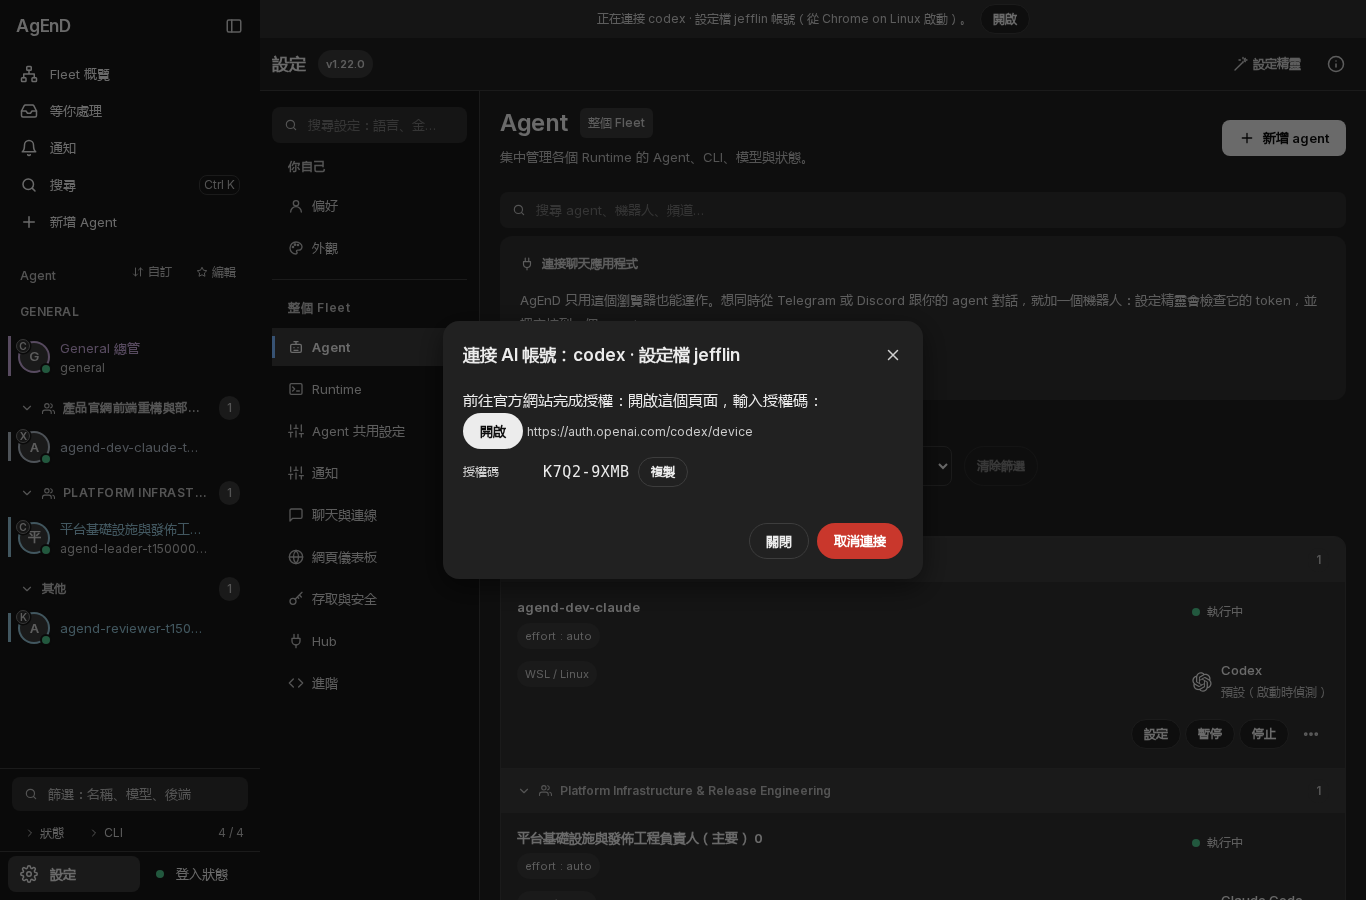 AgEnD
Fleet 概覽
等你處理
通知
搜尋
Ctrl K
新增 Agent
Agent
自訂
編輯
GENERAL
C
G
General 總管
general
產品官網前端重構與部…
1
X
A
agend-dev-claude-t…
PLATFORM INFRAST…
1
C
平
平台基礎設施與發佈工…
agend-leader-t150000…
其他
1
K
A
agend-reviewer-t150…
篩選：名稱、模型、後端
狀態
CLI
4 / 4
設定
登入狀態
正在連接 codex · 設定檔 jefflin 帳號（從 Chrome on Linux 啟動）。
開啟
設定
v1.22.0
設定精靈
搜尋設定：語言、金…
你自己
偏好
外觀
整個 Fleet
Agent
Runtime
Agent 共用設定
通知
聊天與連線
網頁儀表板
存取與安全
Hub
進階
Agent
整個 Fleet
集中管理各個 Runtime 的 Agent、CLI、模型與狀態。
新增 agent
搜尋 agent、機器人、頻道…
連接聊天應用程式
AgEnD 只用這個瀏覽器也能運作。想同時從 Telegram 或 Discord 跟你的 agent 對話，就加一個機器人：設定精靈會檢查它的 token，並
連接 AI 帳號：codex · 設定檔 jefflin
前往官方網站完成授權：開啟這個頁面，輸入授權碼：
開啟
https://auth.openai.com/codex/device
授權碼
K7Q2-9XMB
複製
關閉
取消連接
清除篩選
1
agend-dev-claude
執行中
effort：auto
WSL / Linux
Codex
預設（啟動時偵測）
設定
暫停
停止
Platform Infrastructure & Release Engineering
1
平台基礎設施與發佈工程負責人（主要）0
執行中
effort：auto
Claude Code